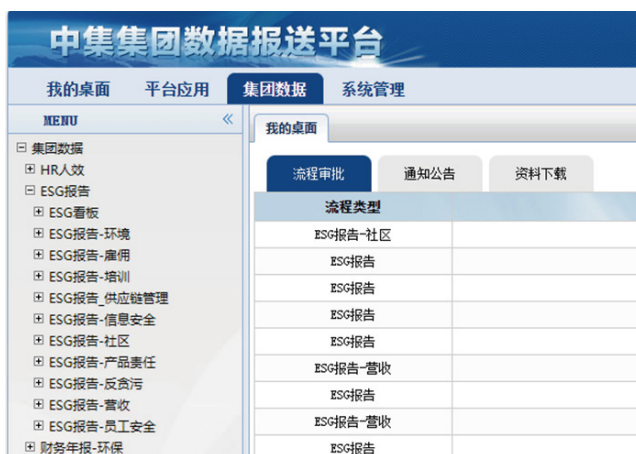 中集集团数据报送平台
我的桌面 平台应用 集团数据 系统管理
MENU
我的桌面
集团数据
HR人效
ESG报告
ESG看板
ESG报告-环境
ESG报告-雇佣
ESG报告-培训
ESG报告_供应链管理
ESG报告-信息安全
ESG报告-社区
ESG报告-产品责任
ESG报告-反贪污
ESG报告-营收
ESG报告-员工安全
财务年报-环保
流程审批 通知公告 资料下载
流程类型
ESG报告-社区
ESG报告
ESG报告
ESG报告
ESG报告
ESG报告-营收
ESG报告
ESG报告-营收
ESG报告